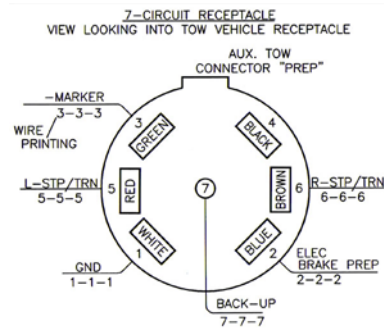 7-CIRCUIT RECEPTACLE
VIEW LOOKING INTO TOW VEHICLE RECEPTACLE
AUX. TOW
CONNECTOR "PREP"
-MARKER
3-3-3
WIRE
PRINTING
3
GREEN
4
BLACK
L-STP/TRN
5-5-5
5
RED
7
BROWN
6
R-STP/TRN
6-6-6
WHITE
1
BLUE
2
GND
1-1-1
ELEC
BRAKE PREP
2-2-2
BACK-UP
7-7-7